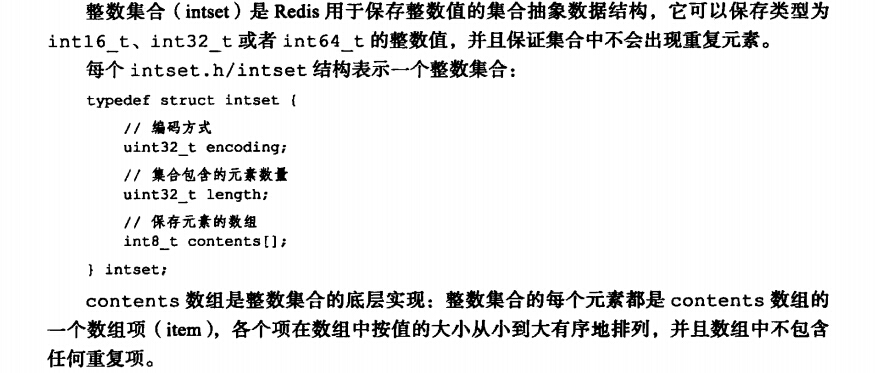 整数集合（intset）是 Redis 用于保存整数值的集合抽象数据结构，它可以保存类型为
int16_t、int32_t 或者 int64_t 的整数值，并且保证集合中不会出现重复元素。
每个 intset.h/intset 结构表示一个整数集合：
typedef struct intset {
// 编码方式
uint32_t encoding;
// 集合包含的元素数量
uint32_t length;
// 保存元素的数组
int8_t contents[];
} intset;
contents 数组是整数集合的底层实现：整数集合的每个元素都是 contents 数组的
一个数组项（item），各个项在数组中按值的大小从小到大有序地排列，并且数组中不包含
任何重复项。